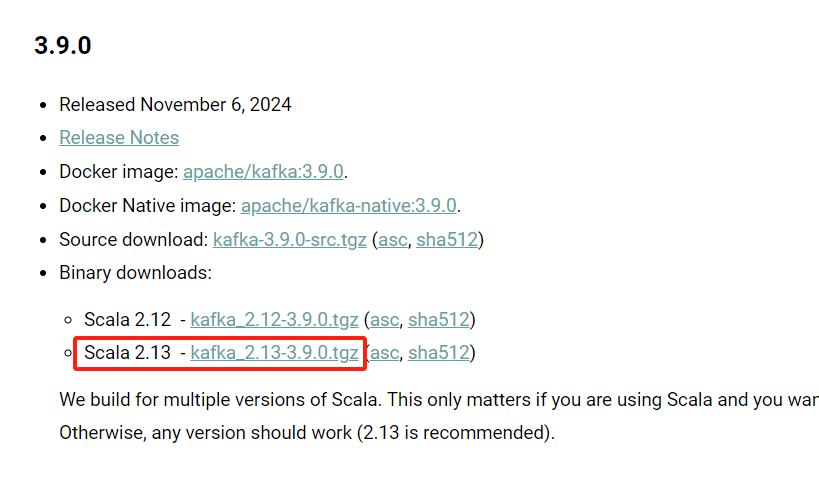 3.9.0
Released November 6, 2024
Release Notes
Docker image: apache/kafka:3.9.0.
Docker Native image: apache/kafka-native:3.9.0.
Source download: kafka-3.9.0-src.tgz (asc, sha512)
Binary downloads:
Scala 2.12 - kafka_2.12-3.9.0.tgz (asc, sha512)
Scala 2.13 - kafka_2.13-3.9.0.tgz (asc, sha512)
We build for multiple versions of Scala. This only matters if you are using Scala and you
Otherwise, any version should work (2.13 is recommended).